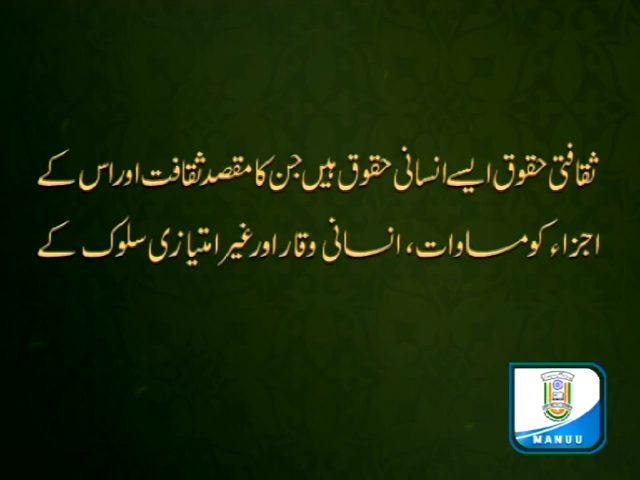 ثقافتی حقوق ایسے انسانی حقوق ہیں جن کا مقصد ثقافت اور اس کے
اجزاء کو مساوات، انسانی وقار اور غیر امتیازی سلوک کے
MANUU